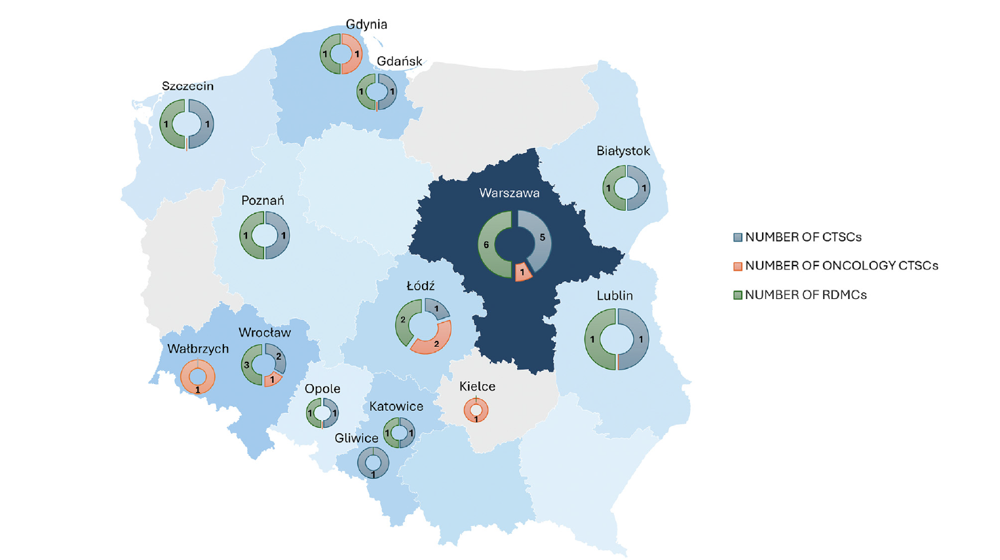 Gdynia
1 1
Gdańsk
1 1
Szczecin
1 1
Białystok
1 1
Warszawa
6 5
1
Poznań
1 1
NUMBER OF CTSCs
NUMBER OF ONCOLOGY CTSCs
NUMBER OF RDMCs
Łódź
1
2
2
Lublin
1 1
Wrocław
2
3
1
Wałbrzych
1
Opole
1 1
Katowice
1 1
Gliwice
1
Kielce
1